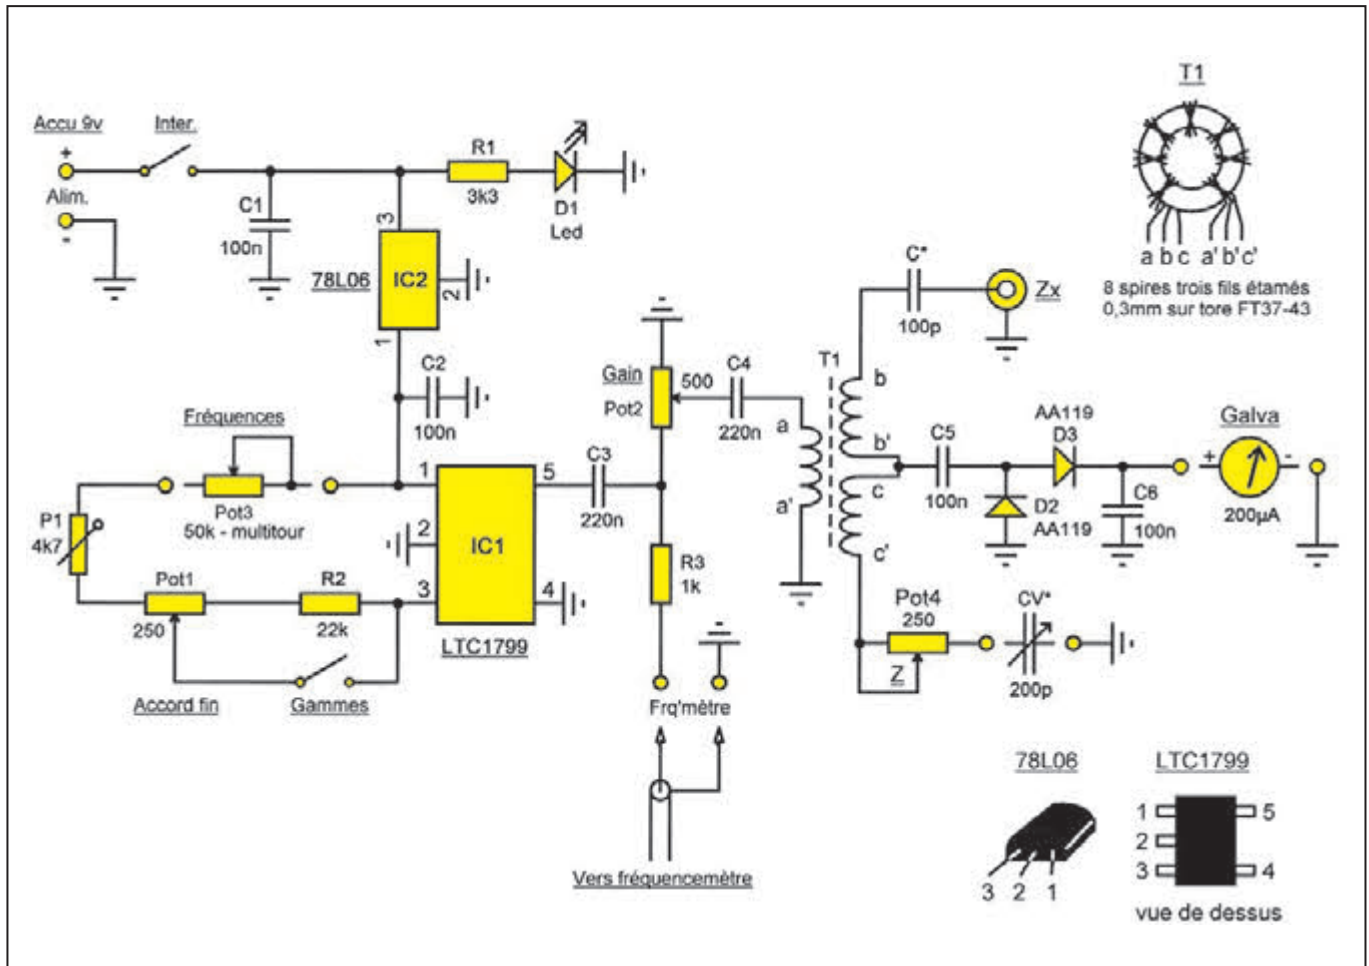 Accu 9v
Inter.
+
Alim.
-
C1
100n
R1
3k3
D1
Led
3
78L06
IC2
2
1
C2
100n
T1
a b c a' b' c'
8 spires trois fils étamés
0,3mm sur tore FT37-43
C*
100p
Zx
Gain
500
Pot2
C4
220n
T1
a
a'
b
b'
c
c'
C5
100n
AA119
D3
D2
AA119
C6
100n
Galva
+
-
200µA
Fréquences
Pot3
50k - multitour
P1
4k7
Pot1
250
R2
22k
Accord fin
Gammes
1
2
3
5
4
IC1
LTC1799
C3
220n
R3
1k
Frq'mètre
Vers fréquencemètre
Pot4
250
Z
CV*
200p
78L06
3 2 1
LTC1799
1
2
3
5
4
vue de dessus